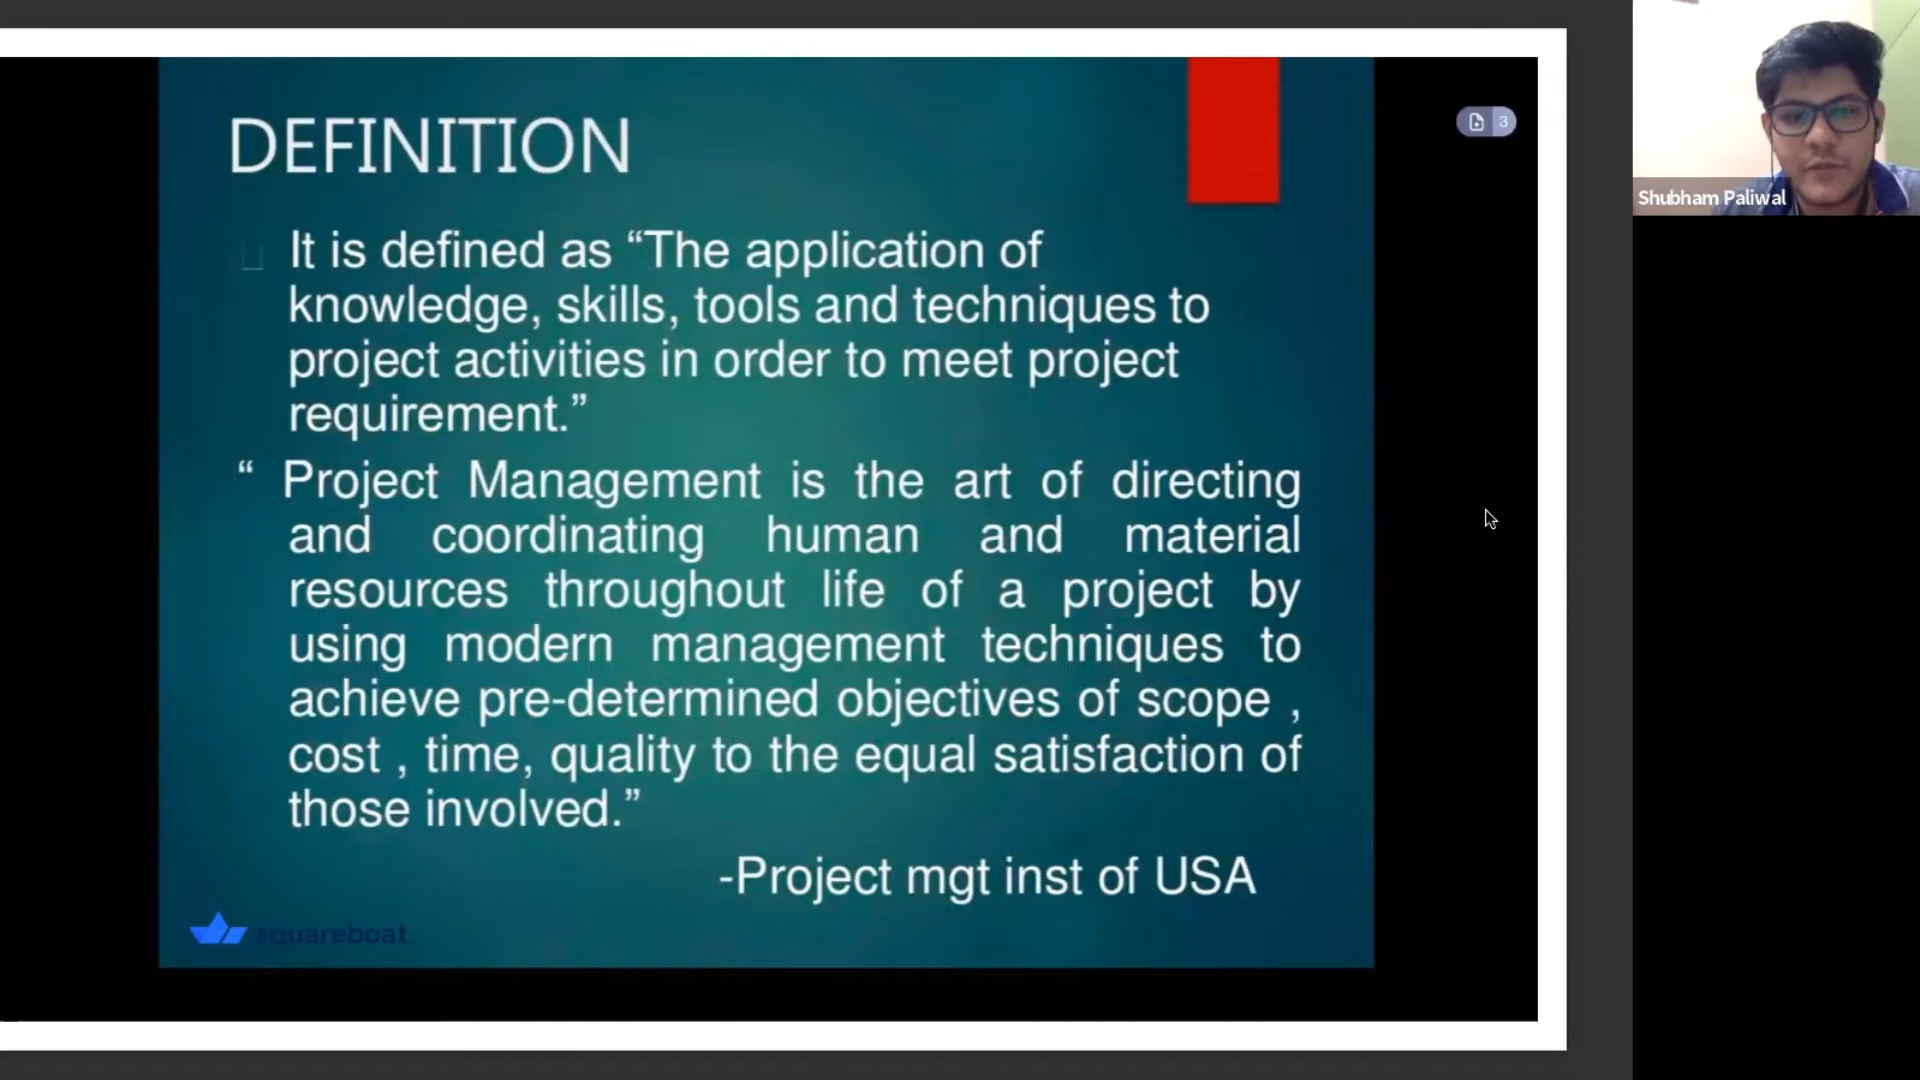 DEFINITION
It is defined as “The application of
knowledge, skills, tools and techniques to
project activities in order to meet project
requirement.”
“ Project Management is the art of directing
and coordinating human and material
resources throughout life of a project by
using modern management techniques to
achieve pre-determined objectives of scope ,
cost , time, quality to the equal satisfaction of
those involved.”
-Project mgt inst of USA
squareboat
3
Shubham Paliwal